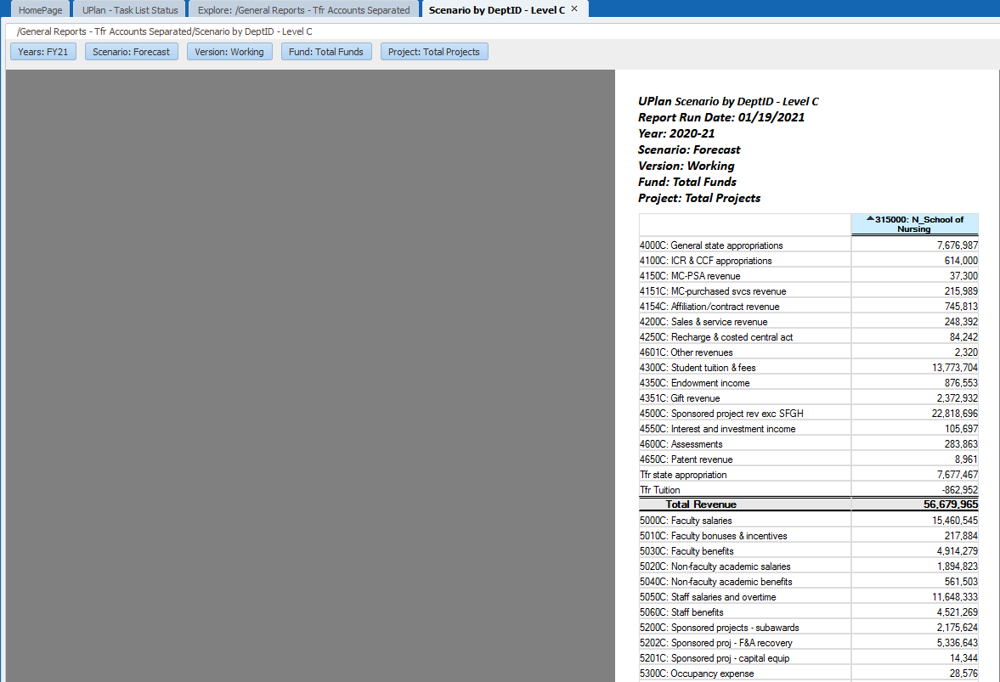 HomePage UPlan - Task List Status Explore: /General Reports - Tfr Accounts Separated Scenario by DeptID - Level C ×
/General Reports - Tfr Accounts Separated/Scenario by DeptID - Level C
Years: FY21 Scenario: Forecast Version: Working Fund: Total Funds Project: Total Projects
UPlan Scenario by DeptID - Level C
Report Run Date: 01/19/2021
Year: 2020-21
Scenario: Forecast
Version: Working
Fund: Total Funds
Project: Total Projects
315000: N_School of
Nursing
4000C: General state appropriations 7,676,987
4100C: ICR & CCF appropriations 614,000
4150C: MC-PSA revenue 37,300
4151C: MC-purchased svcs revenue 215,989
4154C: Affiliation/contract revenue 745,813
4200C: Sales & service revenue 248,392
4250C: Recharge & costed central act 84,242
4601C: Other revenues 2,320
4300C: Student tuition & fees 13,773,704
4350C: Endowment income 876,553
4351C: Gift revenue 2,372,932
4500C: Sponsored project rev exc SFGH 22,818,696
4550C: Interest and investment income 105,697
4600C: Assessments 283,863
4650C: Patent revenue 8,961
Tfr state appropriation 7,677,467
Tfr Tuition -862,952
Total Revenue 56,679,965
5000C: Faculty salaries 15,460,545
5010C: Faculty bonuses & incentives 217,884
5030C: Faculty benefits 4,914,279
5020C: Non-faculty academic salaries 1,894,823
5040C: Non-faculty academic benefits 561,503
5050C: Staff salaries and overtime 11,648,333
5060C: Staff benefits 4,521,269
5200C: Sponsored projects - subawards 2,175,624
5202C: Sponsored proj - F&A recovery 5,336,643
5201C: Sponsored proj - capital equip 14,344
5300C: Occupancy expense 28,576